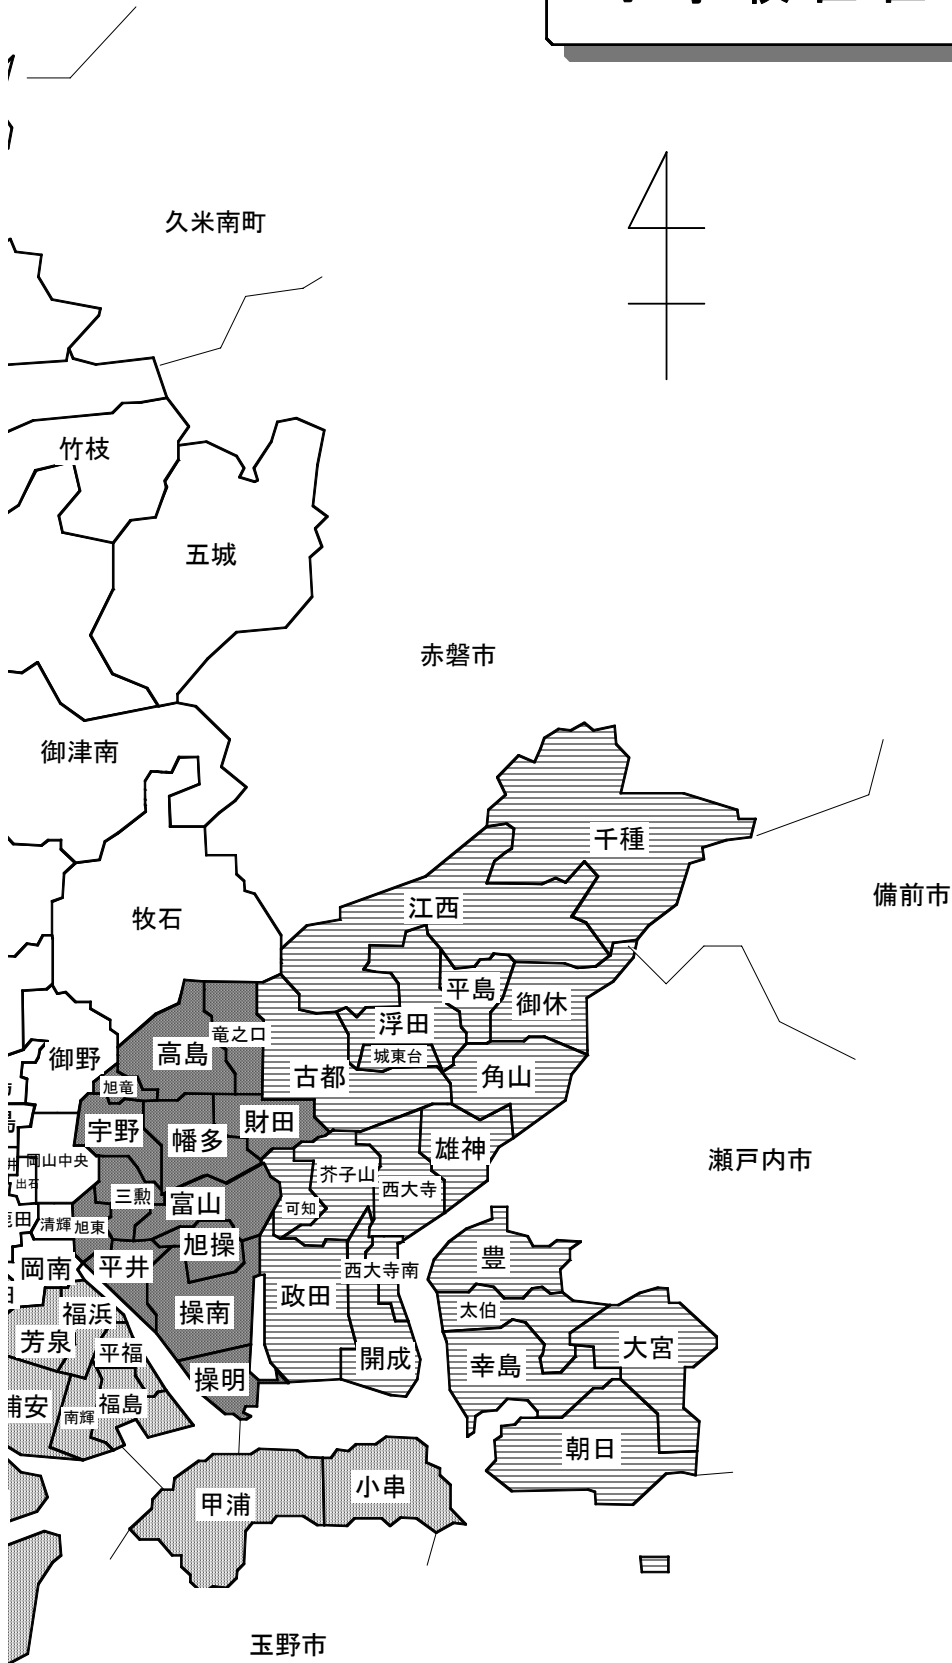 久米南町
竹枝
五城
赤磐市
御津南
千種
備前市
江西
牧石
平島
御休
浮田
竜之口
高島
城東台
御野
古都
角山
旭竜
財田
宇野
幡多
雄神
岡山中央
瀬戸内市
芥子山
出石
西大寺
三勲
富山
可知
清輝
旭東
旭操
豊
岡南
平井
西大寺南
政田
太伯
福浜
操南
芳泉
大宮
平福
開成
幸島
操明
福島
南輝
朝日
小串
甲浦
玉野市